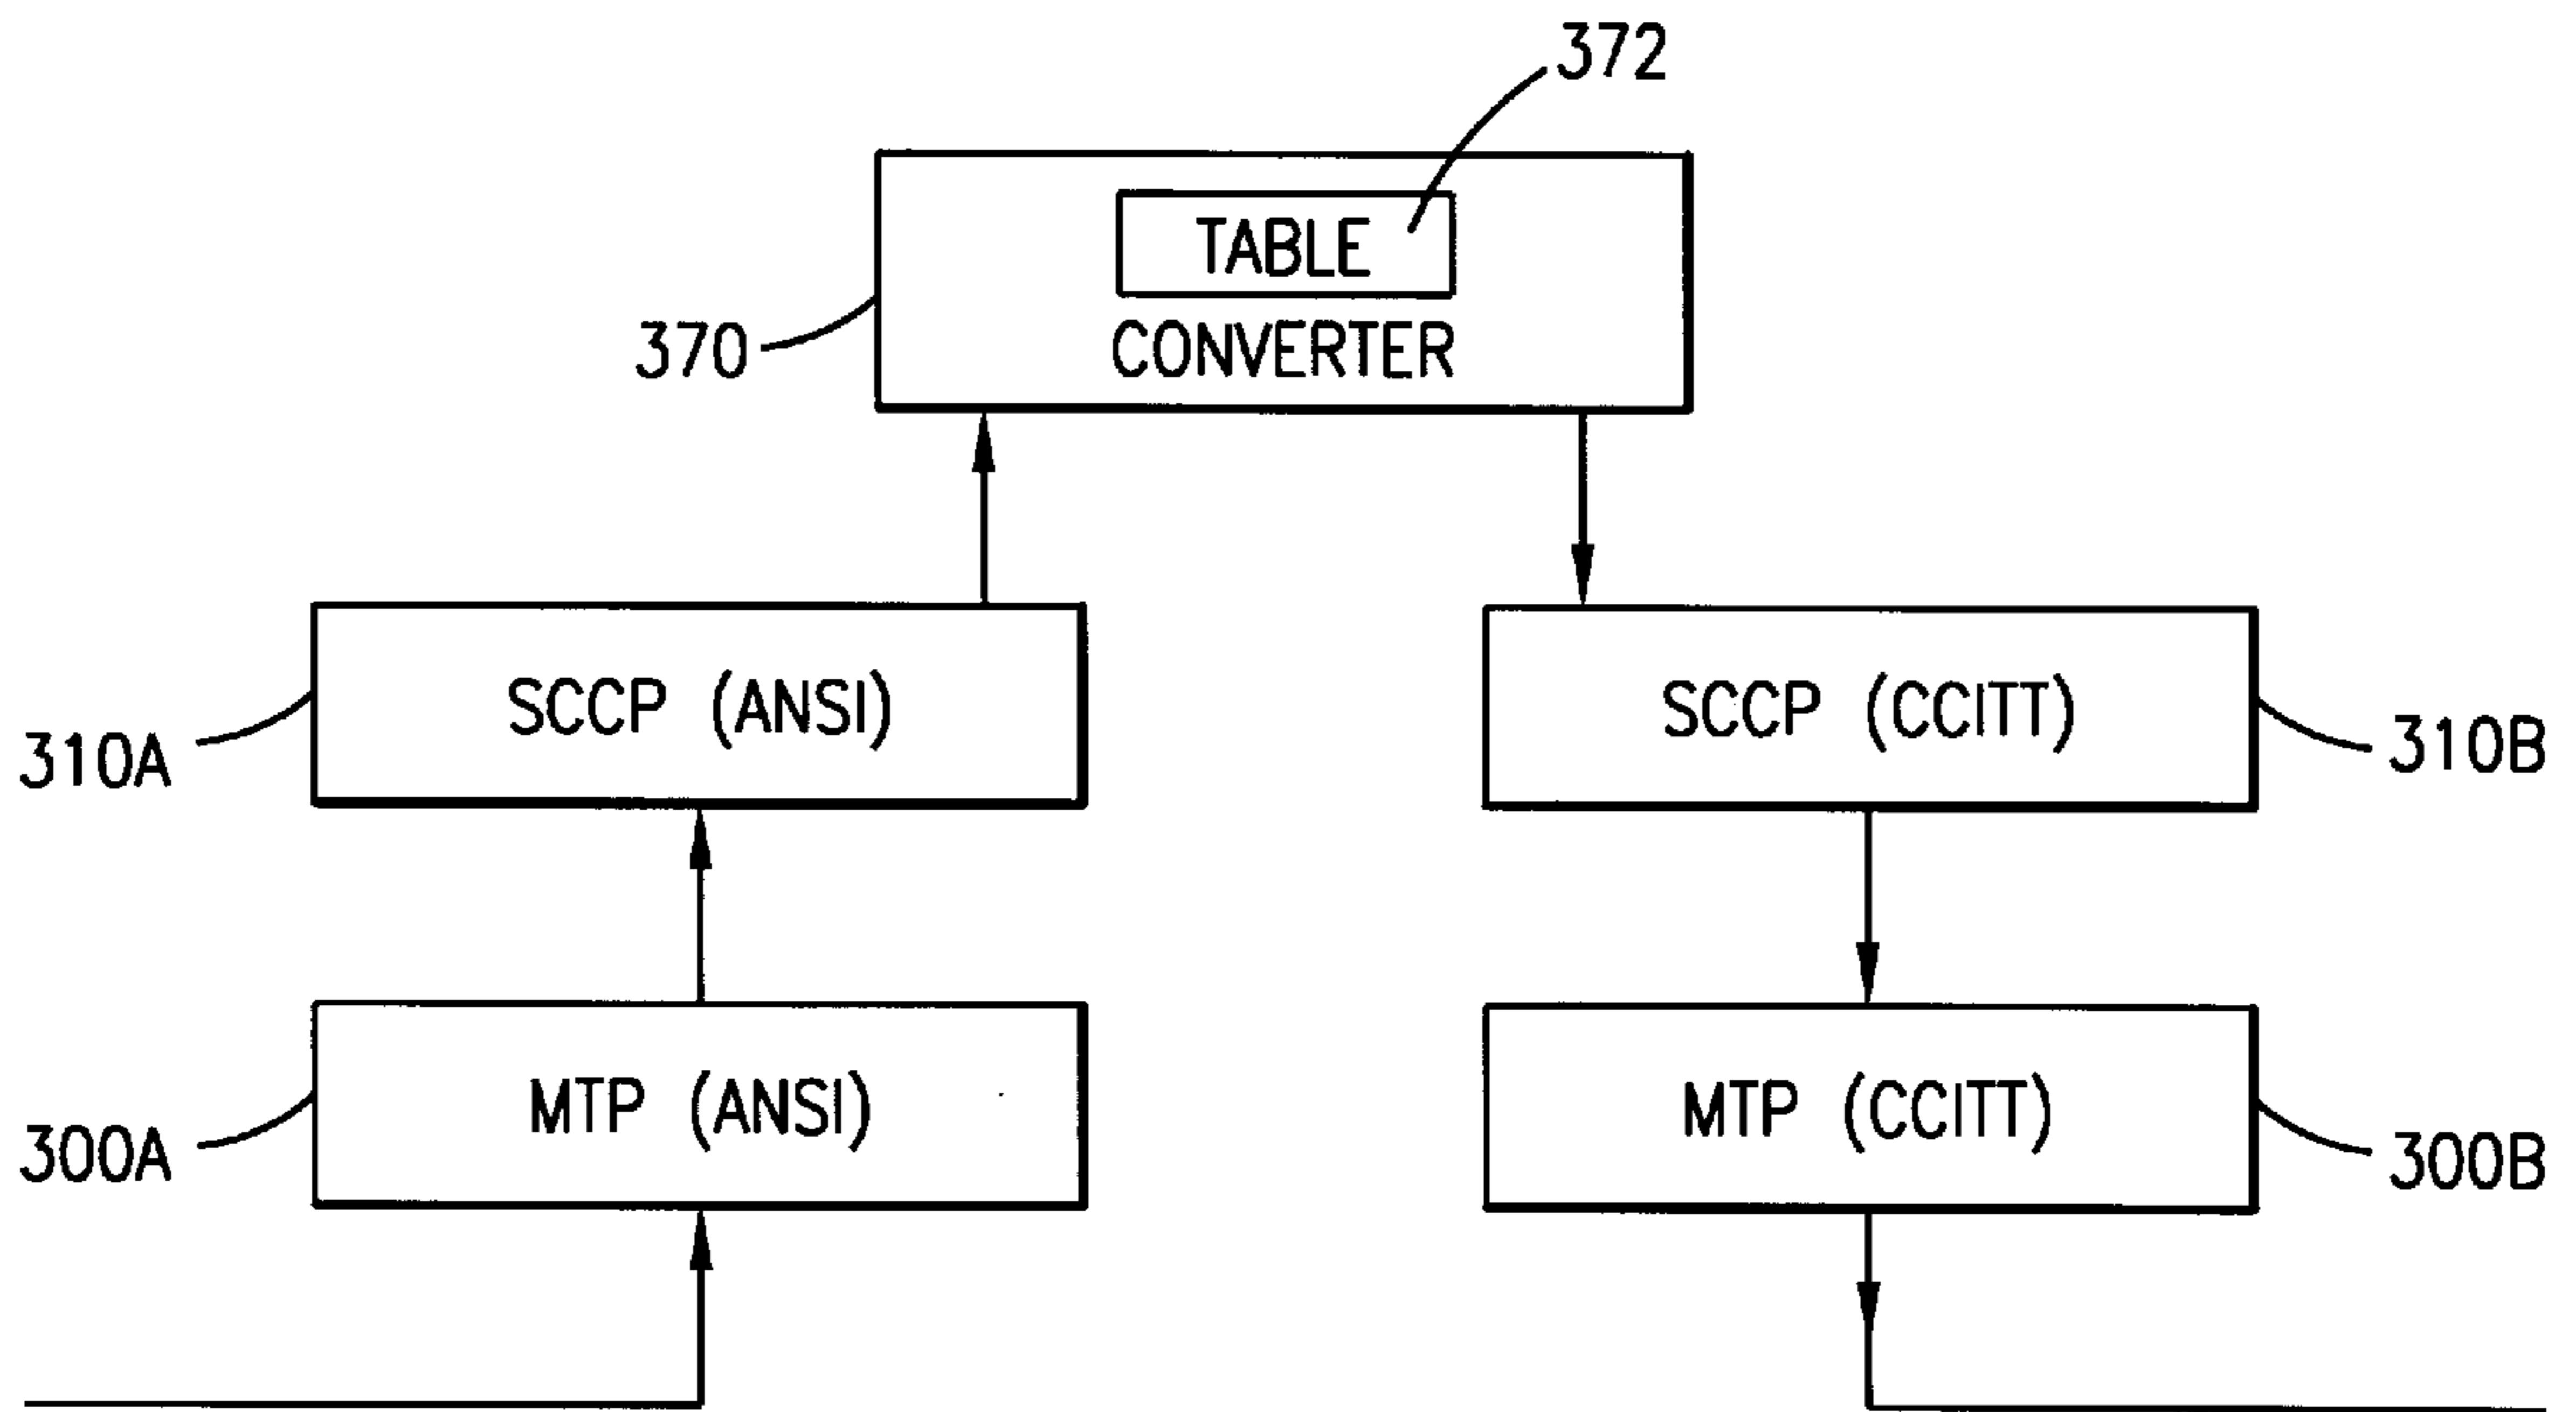 372
TABLE
370
CONVERTER
SCCP (ANSI)
SCCP (CCITT)
310A
310B
MTP (ANSI)
MTP (CCITT)
300A
300B